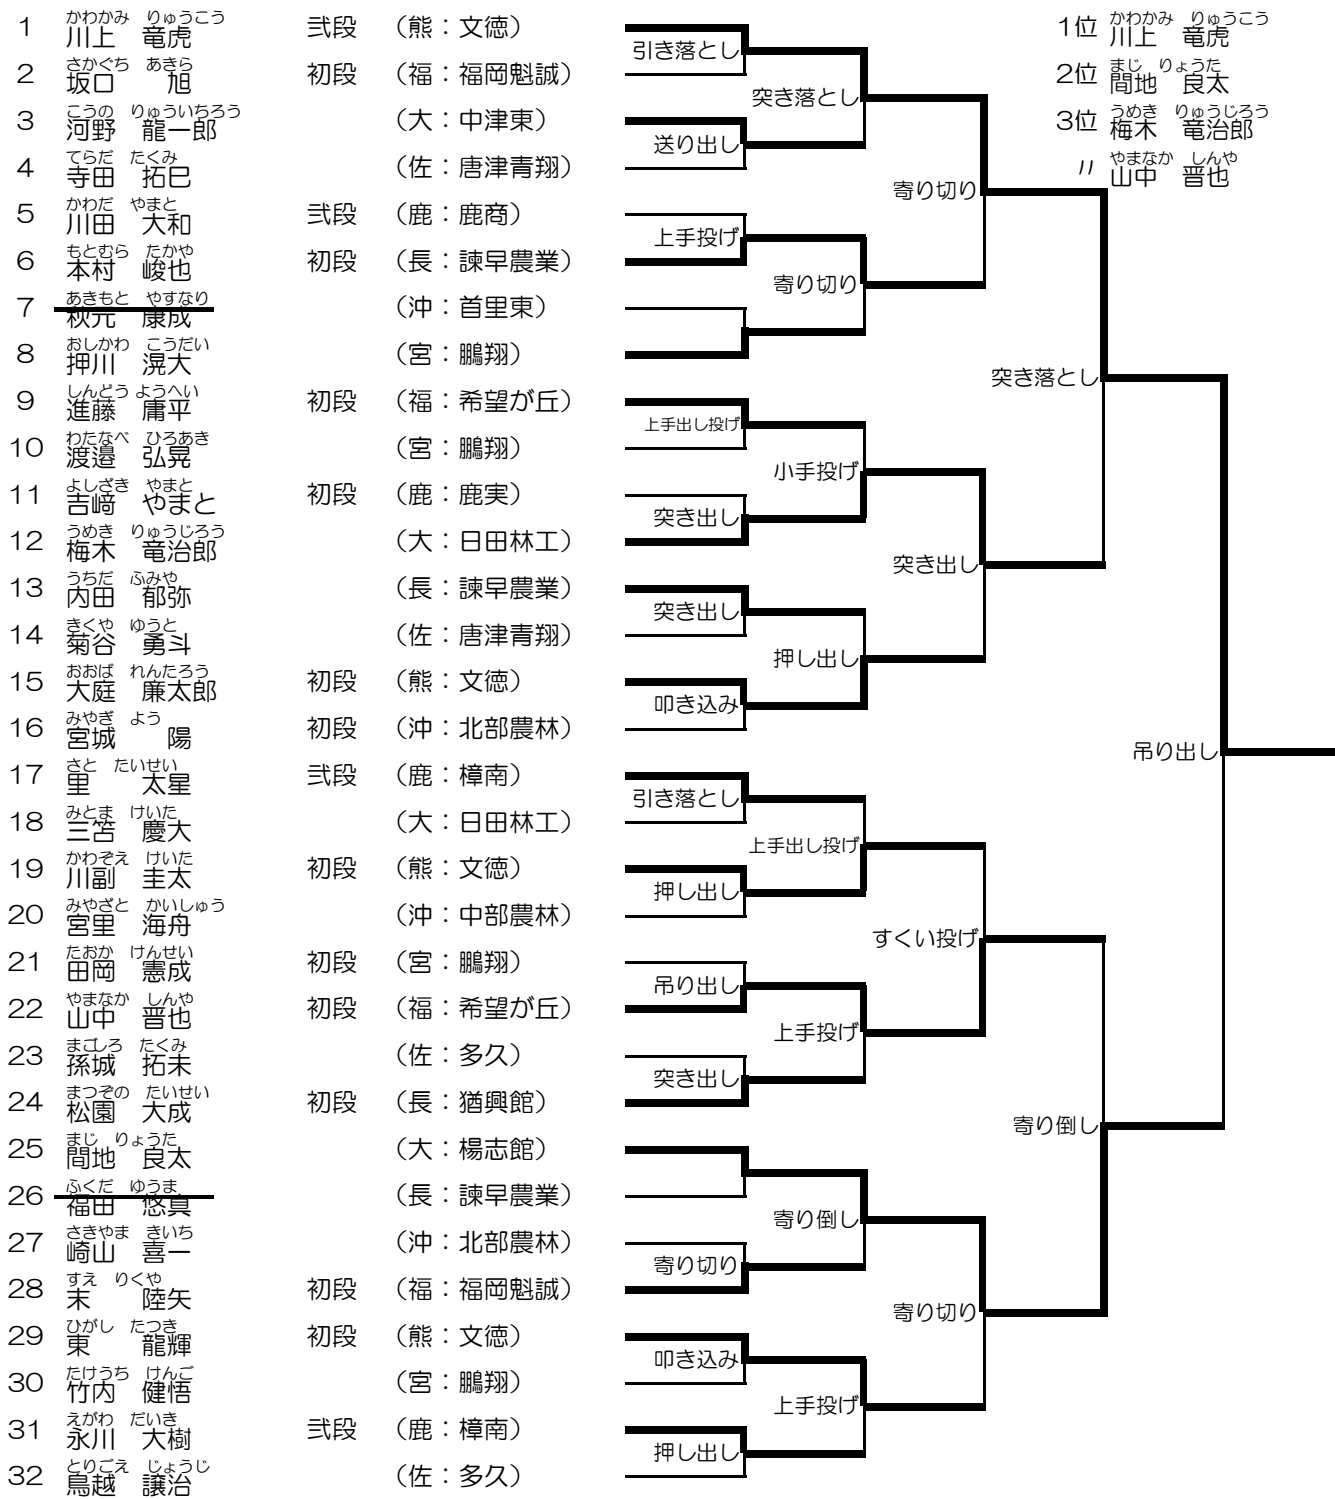 かわかみ りゅうこう
1 川上 竜虎 弐段 （熊：文徳）
さかぐち あきら
2 坂口 旭 初段 （福：福岡魁誠）
こうの りゅういちろう
3 河野 龍一郎 （大：中津東）
てらだ たくみ
4 寺田 拓巳 （佐：唐津青翔）
かわだ やまと
5 川田 大和 弐段 （鹿：鹿商）
もとむら たかや
6 本村 峻也 初段 （長：諫早農業）
あきもと やすなり
7 秋元 康成 （沖：首里東）
おしかわ こうだい
8 押川 滉大 （宮：鵬翔）
しんどう ようへい
9 進藤 庸平 初段 （福：希望が丘）
わたなべ ひろあき
10 渡邉 弘晃 （宮：鵬翔）
よしざき やまと
11 吉﨑 やまと 初段 （鹿：鹿実）
うめき りゅうじろう
12 梅木 竜治郎 （大：日田林工）
うちだ ふみや
13 内田 郁弥 （長：諫早農業）
きくや ゆうと
14 菊谷 勇斗 （佐：唐津青翔）
おおば れんたろう
15 大庭 廉太郎 初段 （熊：文徳）
みやぎ よう
16 宮城 陽 初段 （沖：北部農林）
さと たいせい
17 里 太星 弐段 （鹿：樟南）
みとま けいた
18 三笘 慶大 （大：日田林工）
かわぞえ けいた
19 川副 圭太 初段 （熊：文徳）
みやざと かいしゅう
20 宮里 海舟 （沖：中部農林）
たおか けんせい
21 田岡 憲成 初段 （宮：鵬翔）
やまなか しんや
22 山中 晋也 初段 （福：希望が丘）
まごしろ たくみ
23 孫城 拓未 （佐：多久）
まつぞの たいせい
24 松園 大成 初段 （長：猶興館）
まじ りょうた
25 間地 良太 （大：楊志館）
ふくだ ゆうま
26 福田 悠真 （長：諫早農業）
さきやま きいち
27 崎山 喜一 （沖：北部農林）
すえ りくや
28 末 陸矢 初段 （福：福岡魁誠）
ひがし たつき
29 東 龍輝 初段 （熊：文徳）
たけうち けんご
30 竹内 健悟 （宮：鵬翔）
えがわ だいき
31 永川 大樹 弐段 （鹿：樟南）
とりごえ じょうじ
32 鳥越 譲治 （佐：多久）
引き落とし
送り出し
上手投げ
上手出し投げ
突き出し
突き出し
叩き込み
引き落とし
押し出し
吊り出し
突き出し
寄り切り
叩き込み
押し出し
突き落とし
寄り切り
小手投げ
押し出し
上手出し投げ
上手投げ
寄り倒し
上手投げ
寄り切り
突き出し
すくい投げ
寄り切り
突き落とし
寄り倒し
吊り出し
かわかみ りゅうこう
1位 川上 竜虎
まじ りょうた
2位 間地 良太
うめき りゅうじろう
3位 梅木 竜治郎
やまなか しんや
〃 山中 晋也